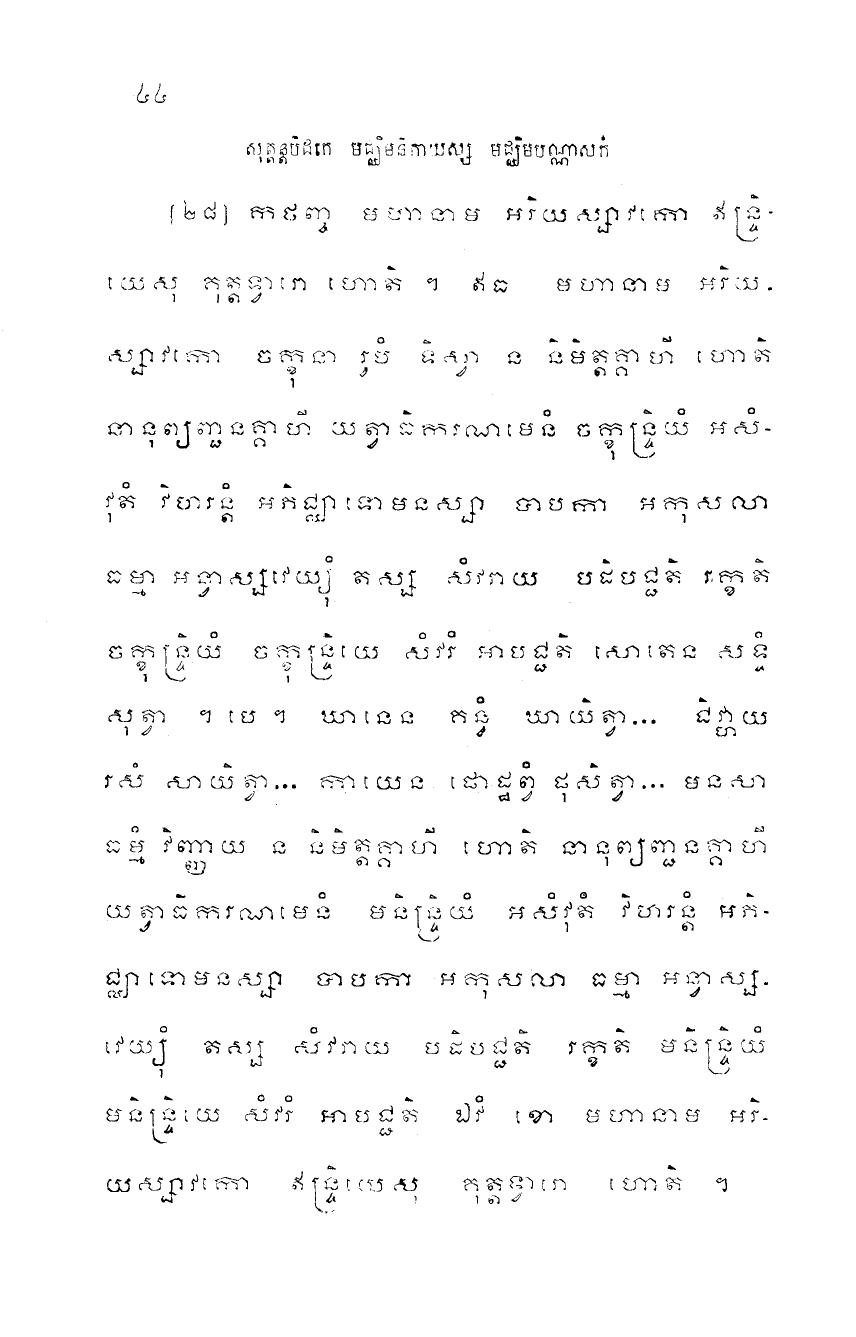 ៤៤
សុត្តន្តបិដកេ មជ្ឈិមនិកាយស្ស មជ្ឈិមបណ្ណាសកំ
[២៨] កថញ្ច មហានាម អរិយស្សាវកោ ឥន្ទ្រិ-
យេសុ គុត្តទ្វារោ ហោតិ ។ ឥធ មហានាម អរិយ-
ស្សាវកោ ចក្ខុនា រូបំ ទិស្វា ន និមិត្តគ្គាហី ហោតិ
នានុព្យញ្ជនគ្គាហី យត្វាធិករណមេនំ ចក្ខុន្ទ្រិយំ អសំ-
វុតំ វិហរន្តំ អភិជ្ឈាទោមនស្សា បាបកា អកុសលា
ធម្មា អន្វាស្សវេយ្យុំ តស្ស សំវរាយ បដិបជ្ជតិ រក្ខតិ
ចក្ខុន្ទ្រិយំ ចក្ខុន្ទ្រិយេ សំវរំ អាបជ្ជតិ សោតេន សទ្ទំ
សុត្វា ។ បេ ។ ឃានេន គន្ធំ ឃាយិត្វា... ជិវ្ហាយ
រសំ សាយិត្វា... កាយេន ផោដ្ឋព្វំ ផុសិត្វា... មនសា
ធម្មំ វិញ្ញាយ ន និមិត្តគ្គាហី ហោតិ នានុព្យញ្ជនគ្គាហី
យត្វាធិករណមេនំ មនិន្ទ្រិយំ អសំវុតំ វិហរន្តំ អភិ-
ជ្ឈាទោមនស្សា បាបកា អកុសលា ធម្មា អន្វាស្ស-
វេយ្យុំ តស្ស សំវរាយ បដិបជ្ជតិ រក្ខតិ មនិន្ទ្រិយំ
មនិន្ទ្រិយេ សំវរំ អាបជ្ជតិ ឯវំ ខោ មហានាម អរិ-
យស្សាវកោ ឥន្ទ្រិយេសុ គុត្តទ្វារោ ហោតិ ។